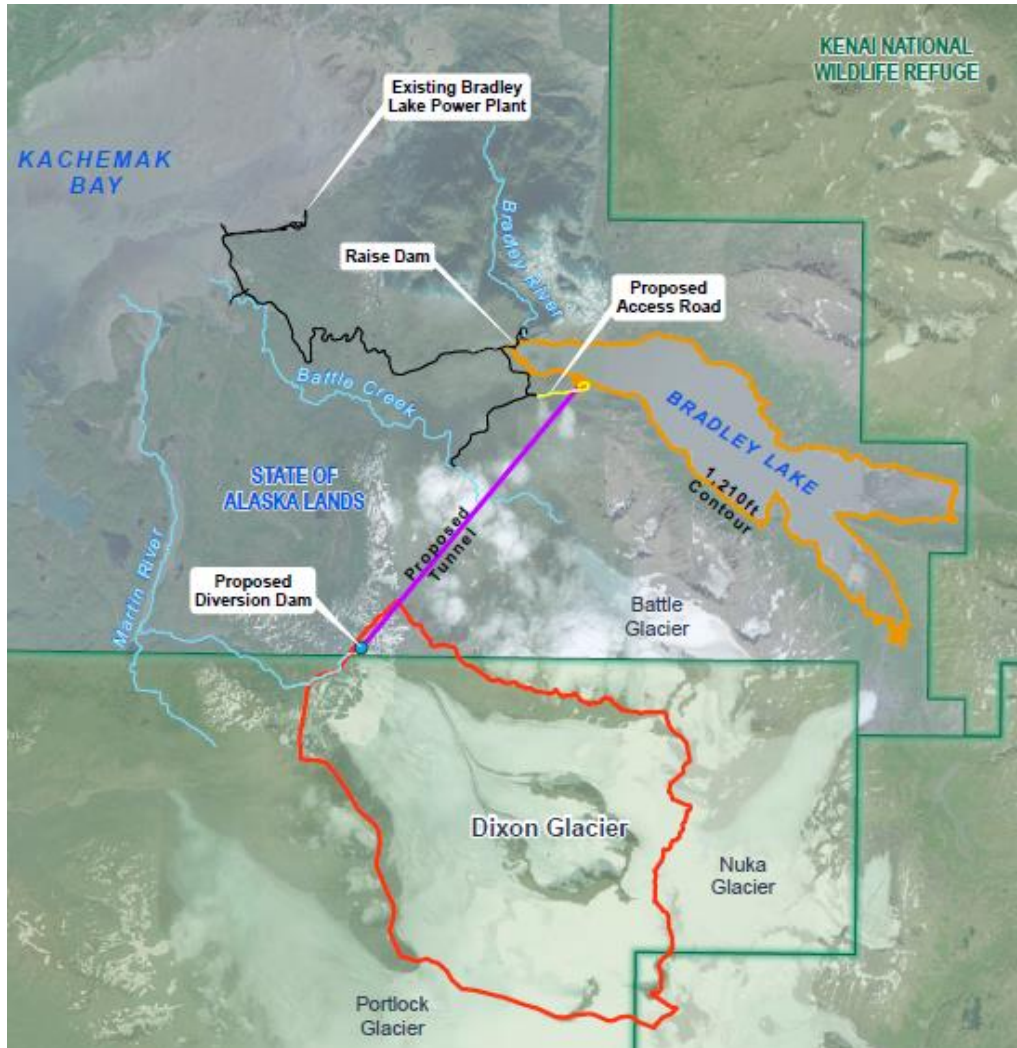 KENAI NATIONAL
WILDLIFE REFUGE
Existing Bradley
Lake Power Plant
KACHEMAK
BAY
Bradley River
Raise Dam
Proposed
Access Road
Battle Creek
BRADLEY LAKE
STATE OF
ALASKA LANDS
1,210ft
Contour
Proposed
Tunnel
Proposed
Diversion Dam
Martin River
Battle
Glacier
Dixon Glacier
Nuka
Glacier
Portlock
Glacier